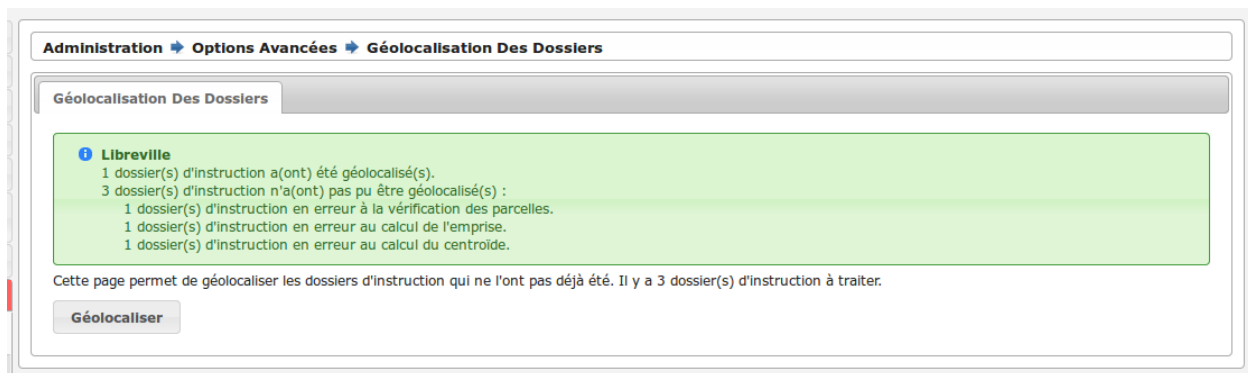 Administration Options Avancées Géolocalisation Des Dossiers
Géolocalisation Des Dossiers
Libreville
1 dossier(s) d'instruction a(ont) été géolocalisé(s).
3 dossier(s) d'instruction n'a(ont) pas pu être géolocalisé(s) :
1 dossier(s) d'instruction en erreur à la vérification des parcelles.
1 dossier(s) d'instruction en erreur au calcul de l'emprise.
1 dossier(s) d'instruction en erreur au calcul du centroïde.
Cette page permet de géolocaliser les dossiers d'instruction qui ne l'ont pas déjà été. Il y a 3 dossier(s) d'instruction à traiter.
Géolocaliser